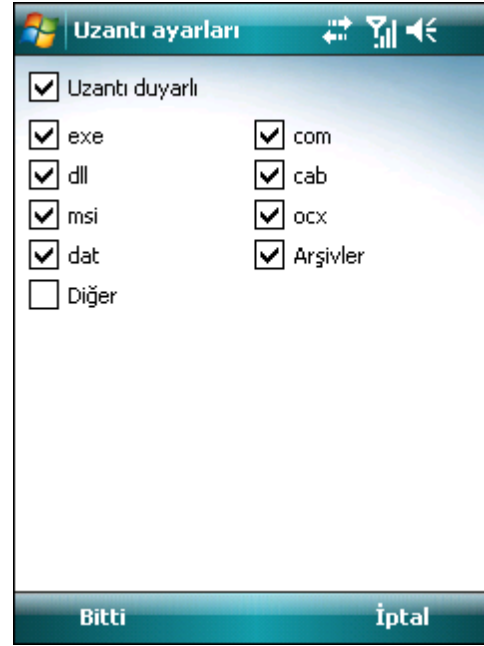 Uzantı ayarları
Uzantı duyarlı
exe com
dll cab
msi ocx
dat Arşivler
Diğer
Bitti İptal